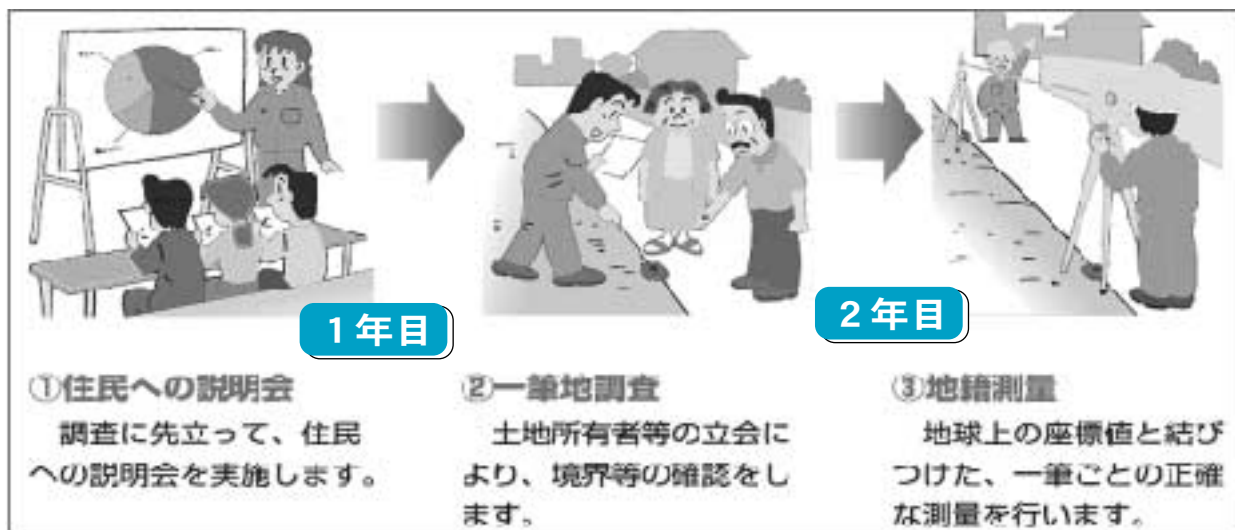 1年目
2年目
①住民への説明会
調査に先立って、住民
への説明会を実施します。
②一筆地調査
土地所有者等の立会に
より、境界等の確認をし
ます。
③地籍測量
地球上の座標値と結び
つけた、一筆ごとの正確
な測量を行います。